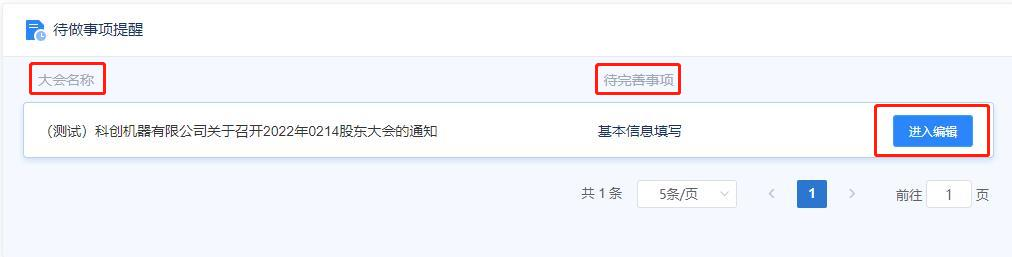 待做事项提醒
大会名称 待完善事项
（测试）科创机器有限公司关于召开2022年0214股东大会的通知 基本信息填写 进入编辑
共 1 条 5条/页 1 前往 1 页